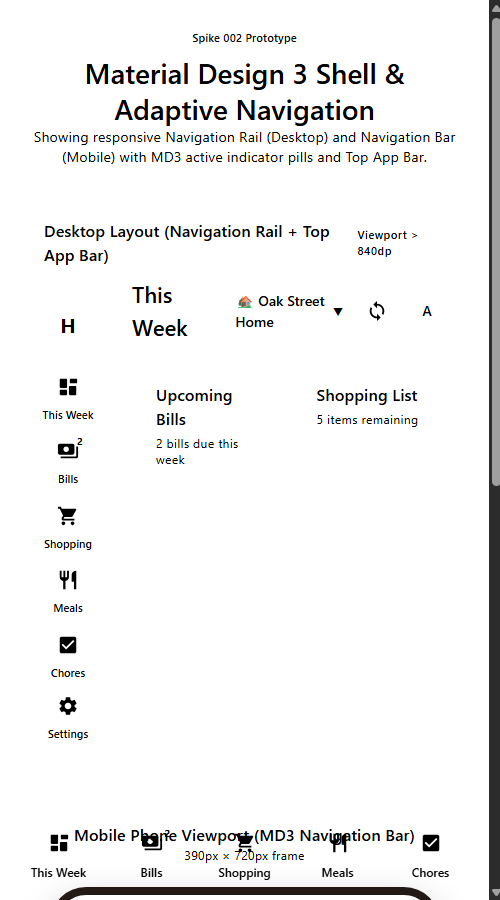 Spike 002 Prototype
Material Design 3 Shell &
Adaptive Navigation
Showing responsive Navigation Rail (Desktop) and Navigation Bar
(Mobile) with MD3 active indicator pills and Top App Bar.
Desktop Layout (Navigation Rail + Top
App Bar)
Viewport >
840dp
H
This
Week
🏠 Oak Street
Home
▼
A
This Week
2
Bills
Shopping
Meals
Chores
Settings
Upcoming
Bills
2 bills due this
week
Shopping List
5 items remaining
Mobile Phone Viewport (MD3 Navigation Bar)
390px × 720px frame
2
This Week
Bills
Shopping
Meals
Chores